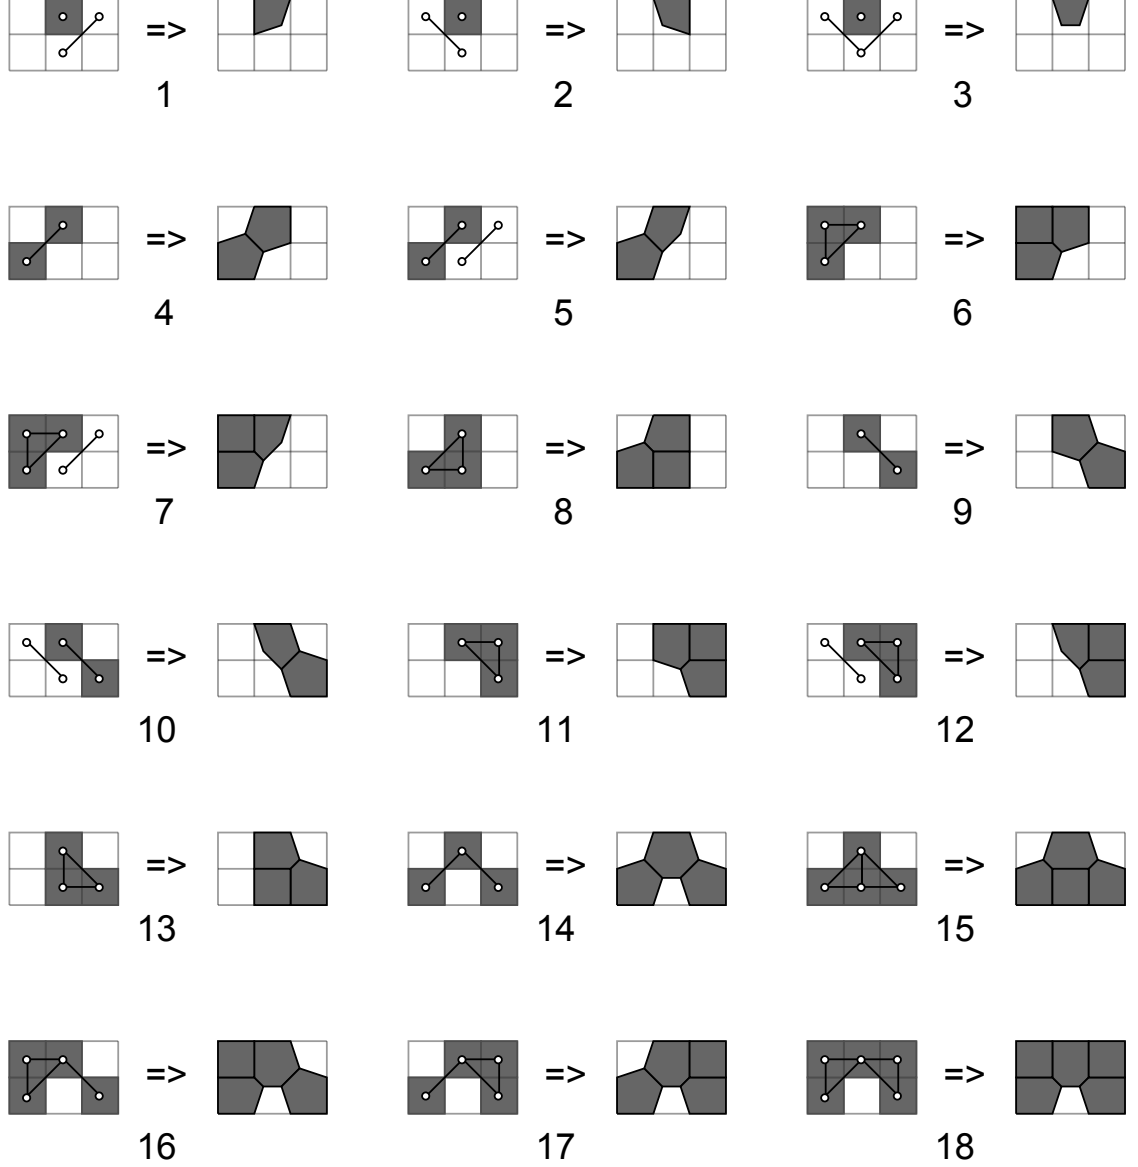 => => =>
1 2 3
=> => =>
4 5 6
=> => =>
7 8 9
=> => =>
10 11 12
=> => =>
13 14 15
=> => =>
16 17 18